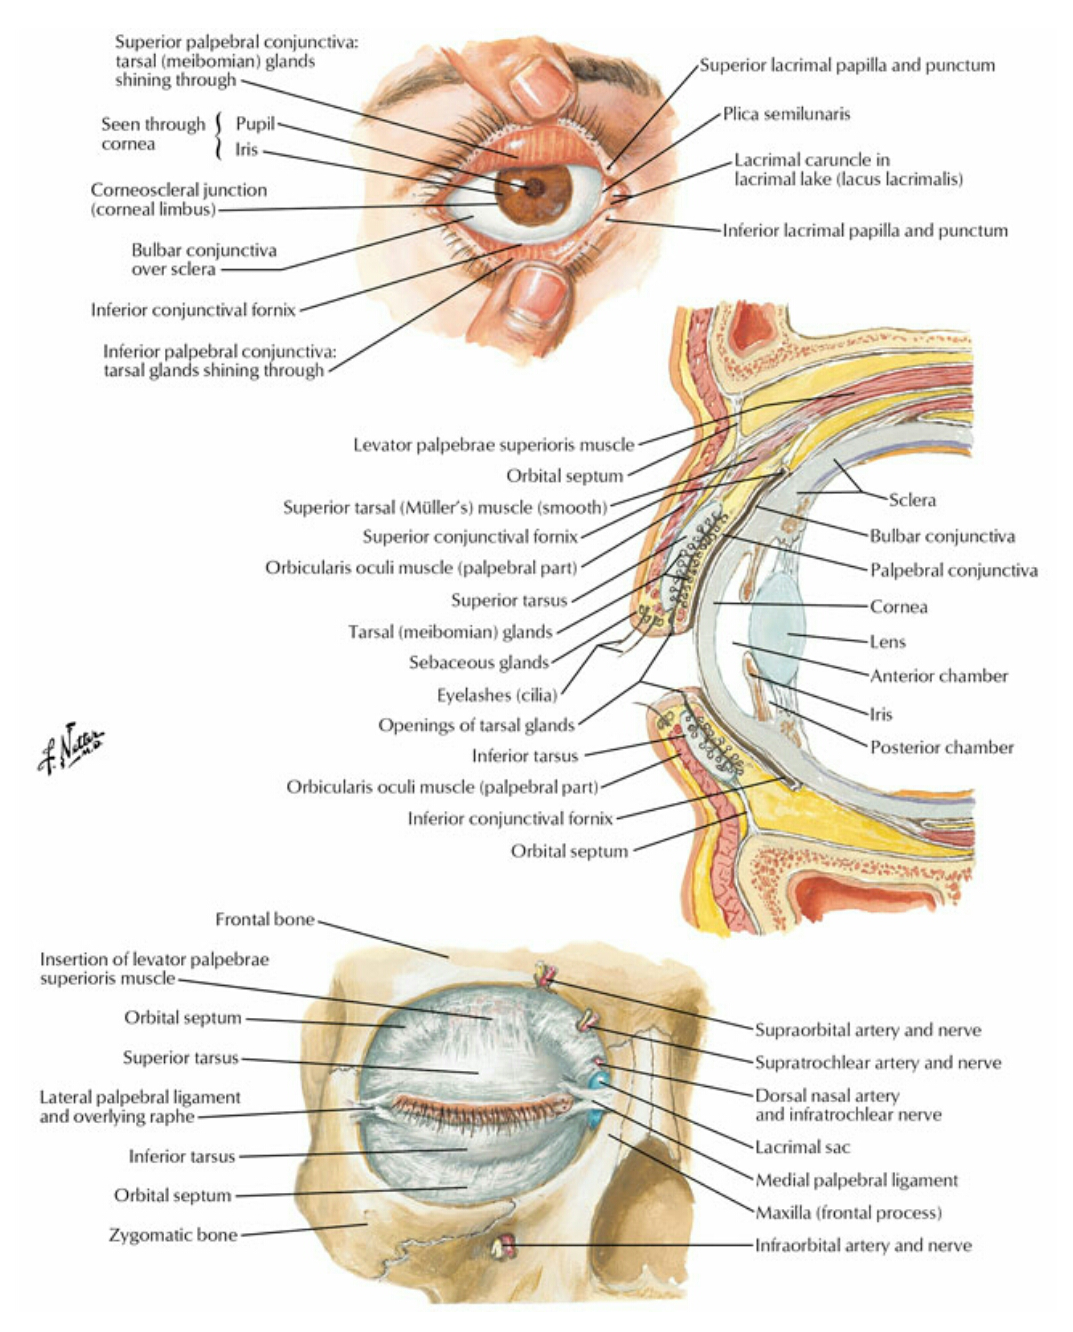 Superior palpebral conjunctiva:
tarsal (meibomian) glands
shining through
Seen through
cornea
Pupil
Iris
Corneoscleral junction
(corneal limbus)
Bulbar conjunctiva
over sclera
Inferior conjunctival fornix
Inferior palpebral conjunctiva:
tarsal glands shining through
Superior lacrimal papilla and punctum
Plica semilunaris
Lacrimal caruncle in
lacrimal lake (lacus lacrimalis)
Inferior lacrimal papilla and punctum
Levator palpebrae superioris muscle
Orbital septum
Superior tarsal (Müller's) muscle (smooth)
Superior conjunctival fornix
Orbicularis oculi muscle (palpebral part)
Superior tarsus
Tarsal (meibomian) glands
Sebaceous glands
Eyelashes (cilia)
Openings of tarsal glands
Inferior tarsus
Orbicularis oculi muscle (palpebral part)
Inferior conjunctival fornix
Orbital septum
Sclera
Bulbar conjunctiva
Palpebral conjunctiva
Cornea
Lens
Anterior chamber
Iris
Posterior chamber
F. Netter
M.D.
Frontal bone
Insertion of levator palpebrae
superioris muscle
Orbital septum
Superior tarsus
Lateral palpebral ligament
and overlying raphe
Inferior tarsus
Orbital septum
Zygomatic bone
Supraorbital artery and nerve
Supratrochlear artery and nerve
Dorsal nasal artery
and infratrochlear nerve
Lacrimal sac
Medial palpebral ligament
Maxilla (frontal process)
Infraorbital artery and nerve